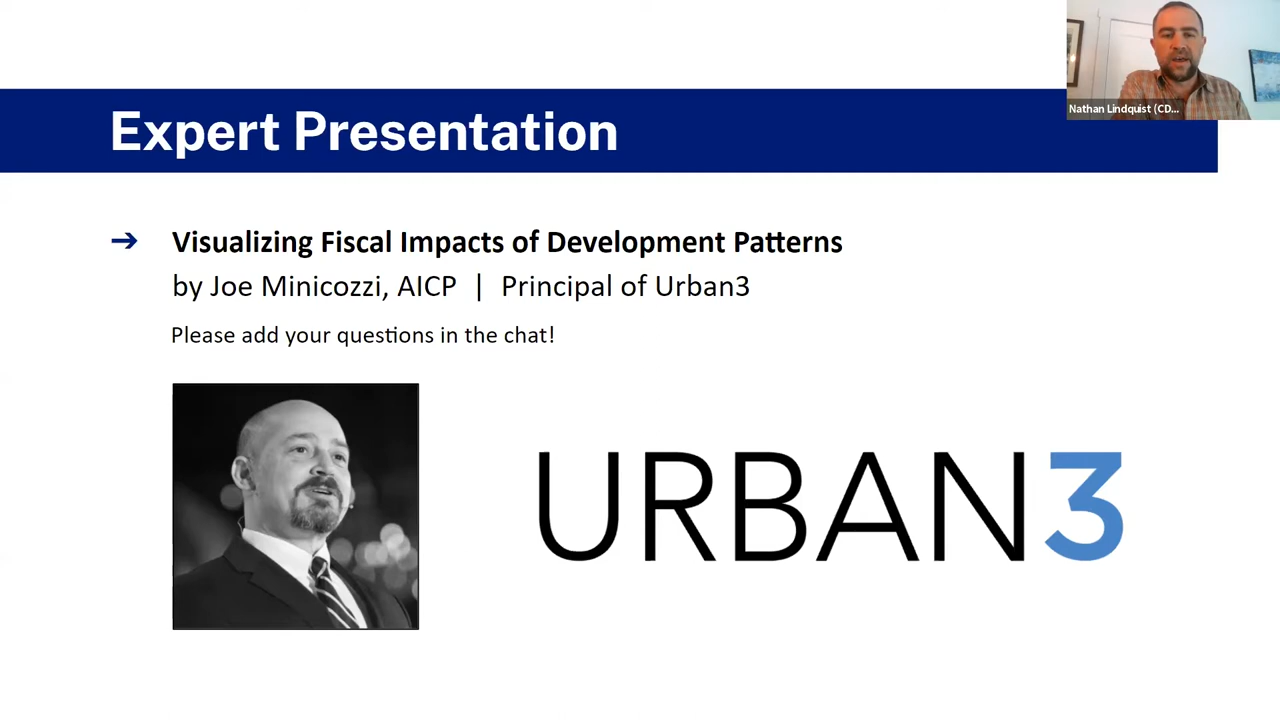 Expert Presentation
Nathan Lindquist (CD...
➔ Visualizing Fiscal Impacts of Development Patterns
by Joe Minicozzi, AICP | Principal of Urban3
Please add your questions in the chat!
URBAN3